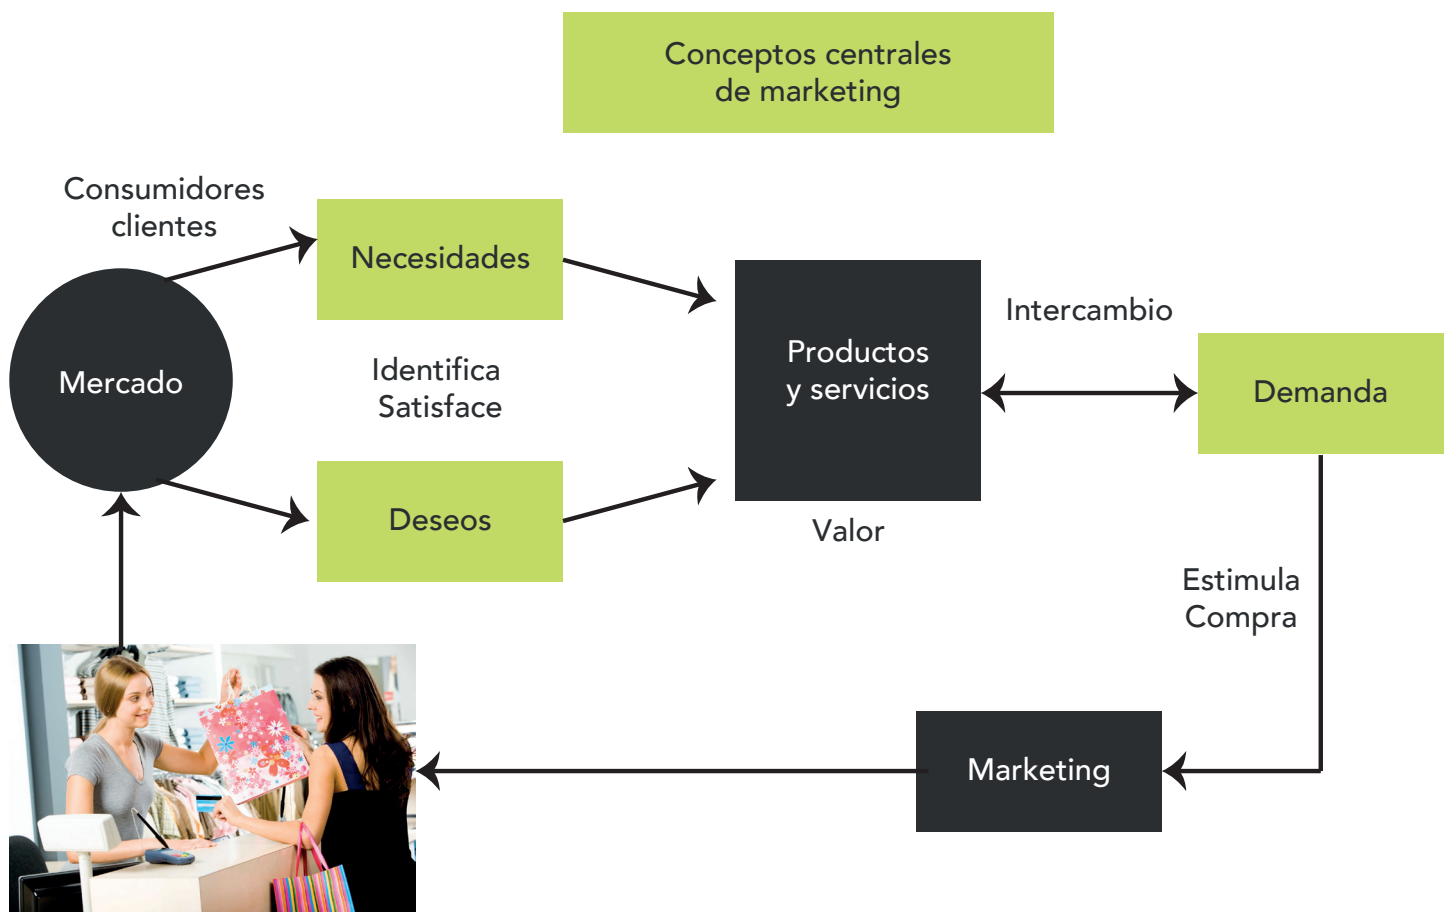 Conceptos centrales
de marketing
Consumidores
clientes
Necesidades
Mercado
Identifica
Satisface
Deseos
Productos
y servicios
Valor
Intercambio
Demanda
Estimula
Compra
Marketing